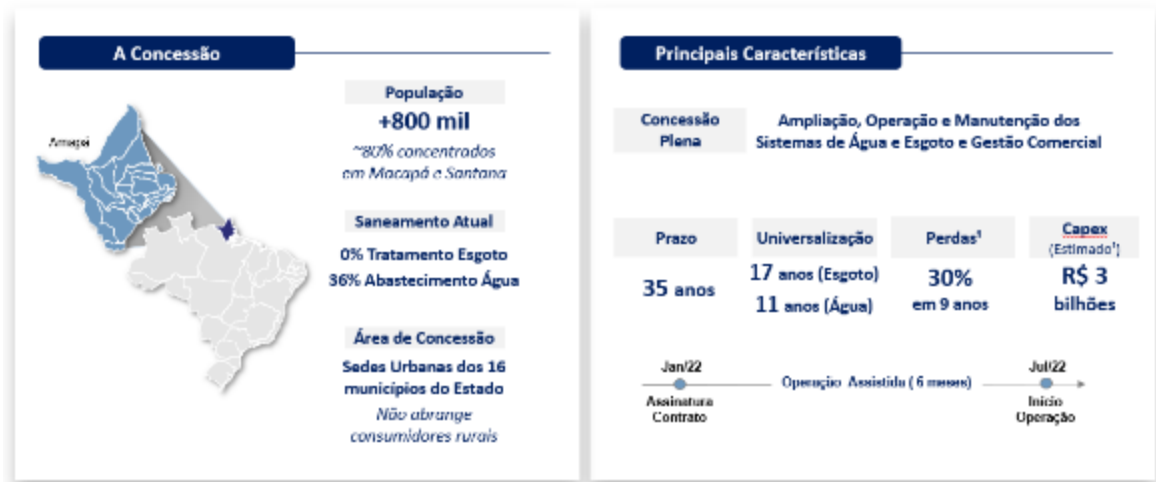 A Concessão
Amapá
População
+800 mil
~80% concentrados
em Macapá e Santana
Saneamento Atual
0% Tratamento Esgoto
36% Abastecimento Água
Área de Concessão
Sedes Urbanas dos 16
municípios do Estado
Não abrange
consumidores rurais
Principais Características
Concessão
Plena
Ampliação, Operação e Manutenção dos
Sistemas de Água e Esgoto e Gestão Comercial
Prazo
35 anos
Universalização
17 anos (Esgoto)
11 anos (Água)
Perdas¹
30%
em 9 anos
Capex
(Estimado¹)
R$ 3
bilhões
Jan/22
Assinatura
Contrato
Operação Assistida ( 6 meses)
Jul/22
Início
Operação